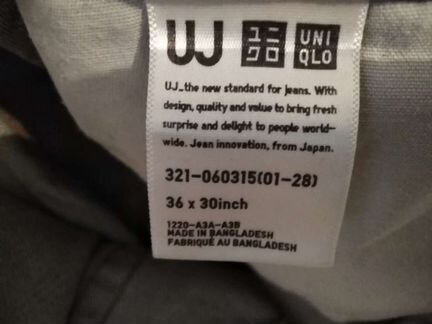 UJ ユニ UNI
クロ QLO
UJ_the new standard for jeans. With
design, quality and value to bring fresh
surprise and delight to people world-
wide. Jean innovation, from Japan.
321-060315(01-28)
36 x 30inch
1220-A3A-A3B
MADE IN BANGLADESH
FABRIQUÉ AU BANGLADESH